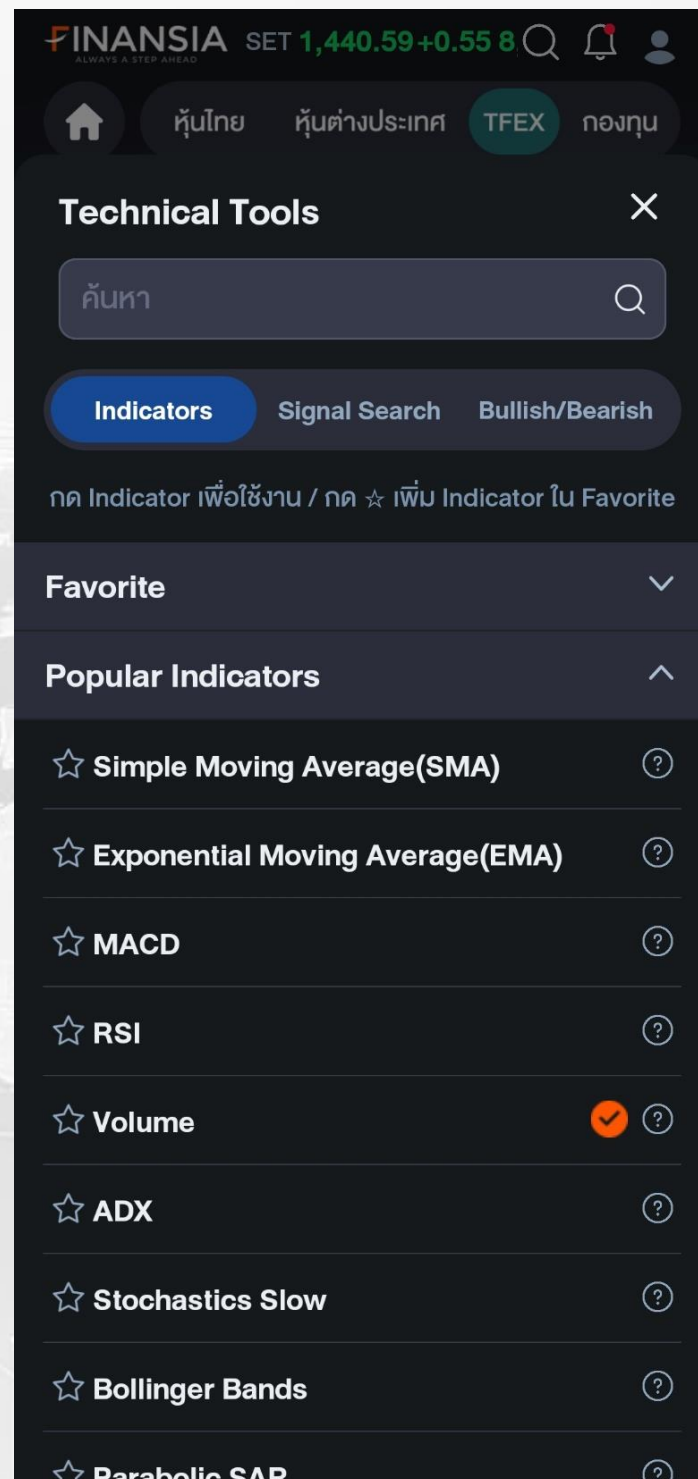 FINANSIA SET 1,440.59 +0.55 8
ALWAYS A STEP AHEAD
หุ้นไทย หุ้นต่างประเทศ TFEX กองทุน
Technical Tools
ค้นหา
Indicators Signal Search Bullish/Bearish
กด Indicator เพื่อใช้งาน / กด ☆ เพิ่ม Indicator ใน Favorite
Favorite
Popular Indicators
Simple Moving Average(SMA)
Exponential Moving Average(EMA)
MACD
RSI
Volume
ADX
Stochastics Slow
Bollinger Bands
Parabolic SAR